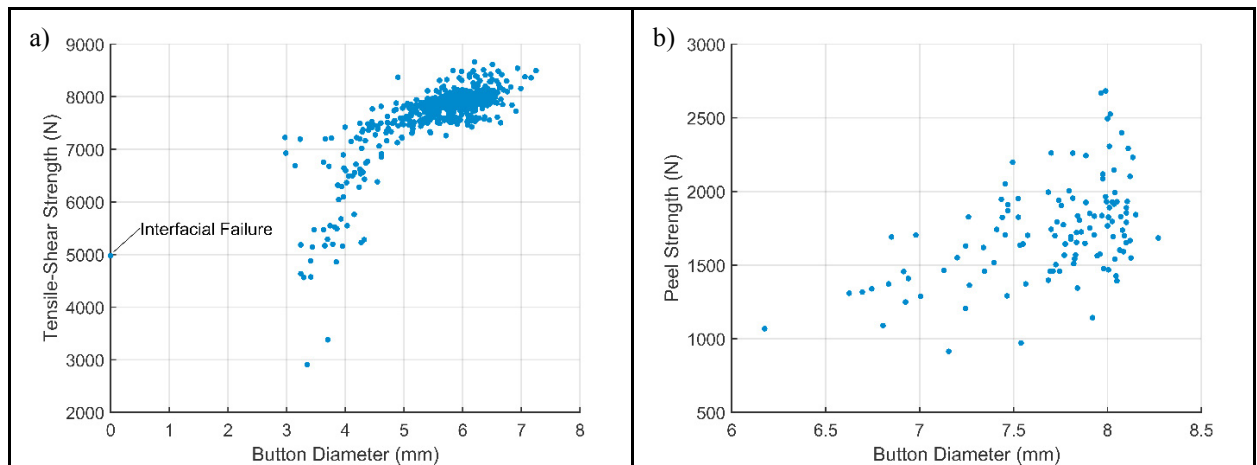 a)
9000
8000
7000
6000
5000
4000
3000
2000
Tensile-Shear Strength (N)
Interfacial Failure
0 1 2 3 4 5 6 7 8
Button Diameter (mm)
b)
3000
2500
2000
1500
1000
500
Peel Strength (N)
6 6.5 7 7.5 8 8.5
Button Diameter (mm)